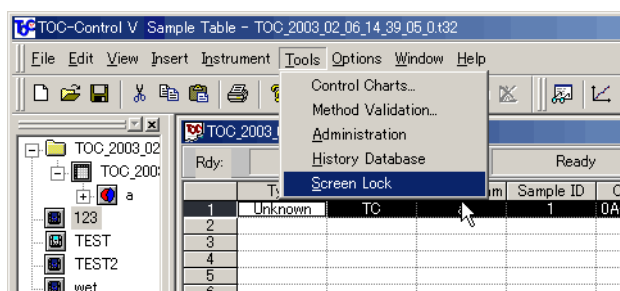 TOC-Control V Sample Table - TOC_2003_02_06_14_39_05_0.t32
File Edit View Insert Instrument Tools Options Window Help
Control Charts...
Method Validation...
Administration
History Database
Screen Lock
TOC_2003_02
TOC_200
a
123
TEST
TEST2
wet
TOC_2003_
Rdy: Ready
Sample ID
1 Unknown TC 1 0A
2
3
4
5
6